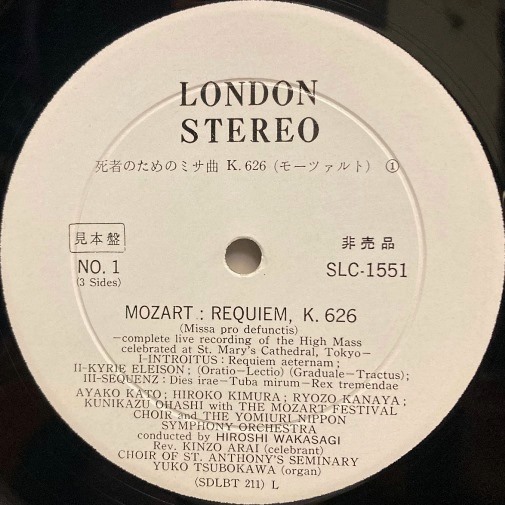 LONDON
STEREO
死者のためのミサ曲 K. 626 (モーツァルト) ①
見本盤 非売品
NO. 1 SLC-1551
(3 Sides)
MOZART : REQUIEM, K. 626
(Missa pro defunctis)
—complete live recording of the High Mass
celebrated at St. Mary's Cathedral, Tokyo—
I-INTROITUS : Requiem aeternam ;
II-KYRIE ELEISON ; (Oratio-Lectio) (Graduale-Tractus) ;
III-SEQUENZ : Dies irae-Tuba mirum-Rex tremendae
AYAKO KATO ; HIROKO KIMURA ; RYOZO KANAYA ;
KUNIKAZU OHASHI with THE MOZART FESTIVAL
CHOIR and THE YOMIURI NIPPON
SYMPHONY ORCHESTRA
conducted by HIROSHI WAKASAGI
Rev. KINZO ARAI (celebrant)
CHOIR OF ST. ANTHONY'S SEMINARY
YUKO TSUBOKAWA (organ)
(SDLBT 211) L